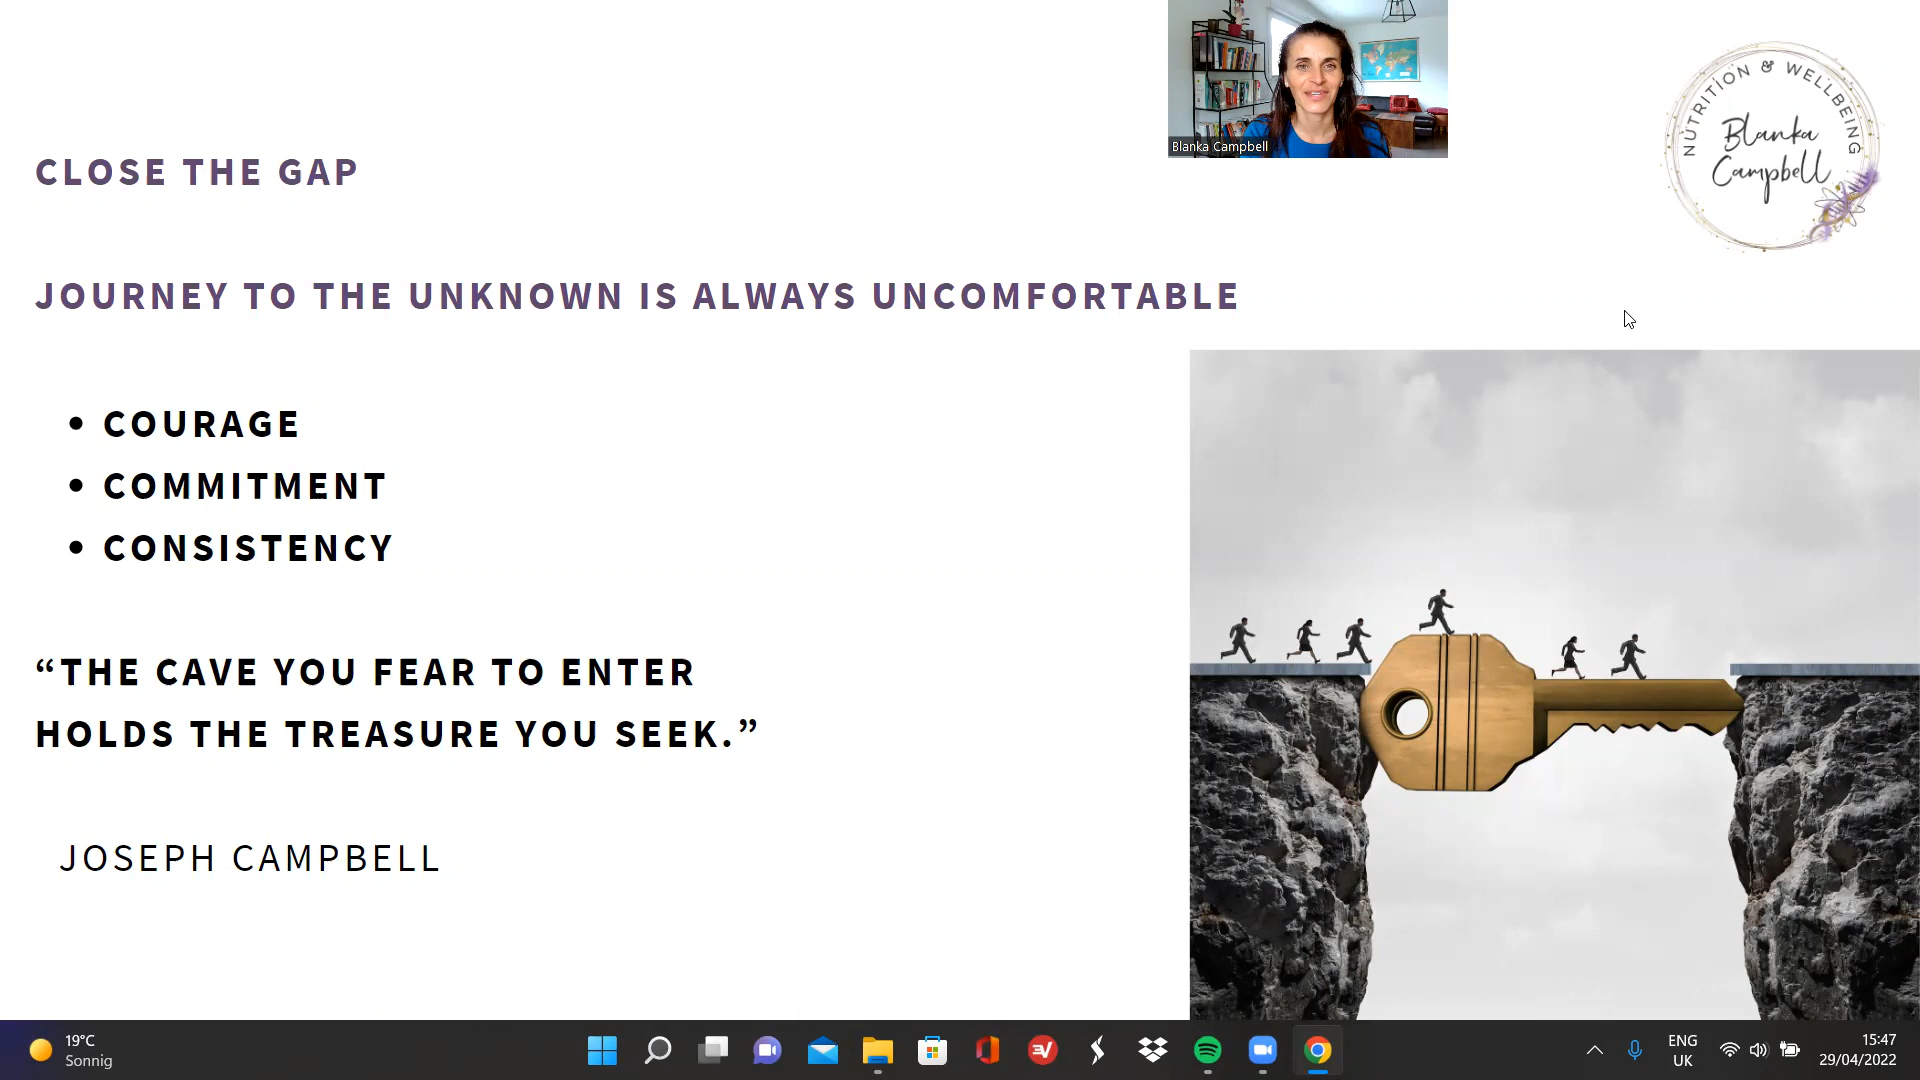 Blanka Campbell
NUTRITION & WELLBEING
Blanka
Campbell
CLOSE THE GAP
JOURNEY TO THE UNKNOWN IS ALWAYS UNCOMFORTABLE
• COURAGE
• COMMITMENT
• CONSISTENCY
“THE CAVE YOU FEAR TO ENTER
HOLDS THE TREASURE YOU SEEK.”
JOSEPH CAMPBELL
19°C
Sonnig
ENG
UK
15:47
29/04/2022